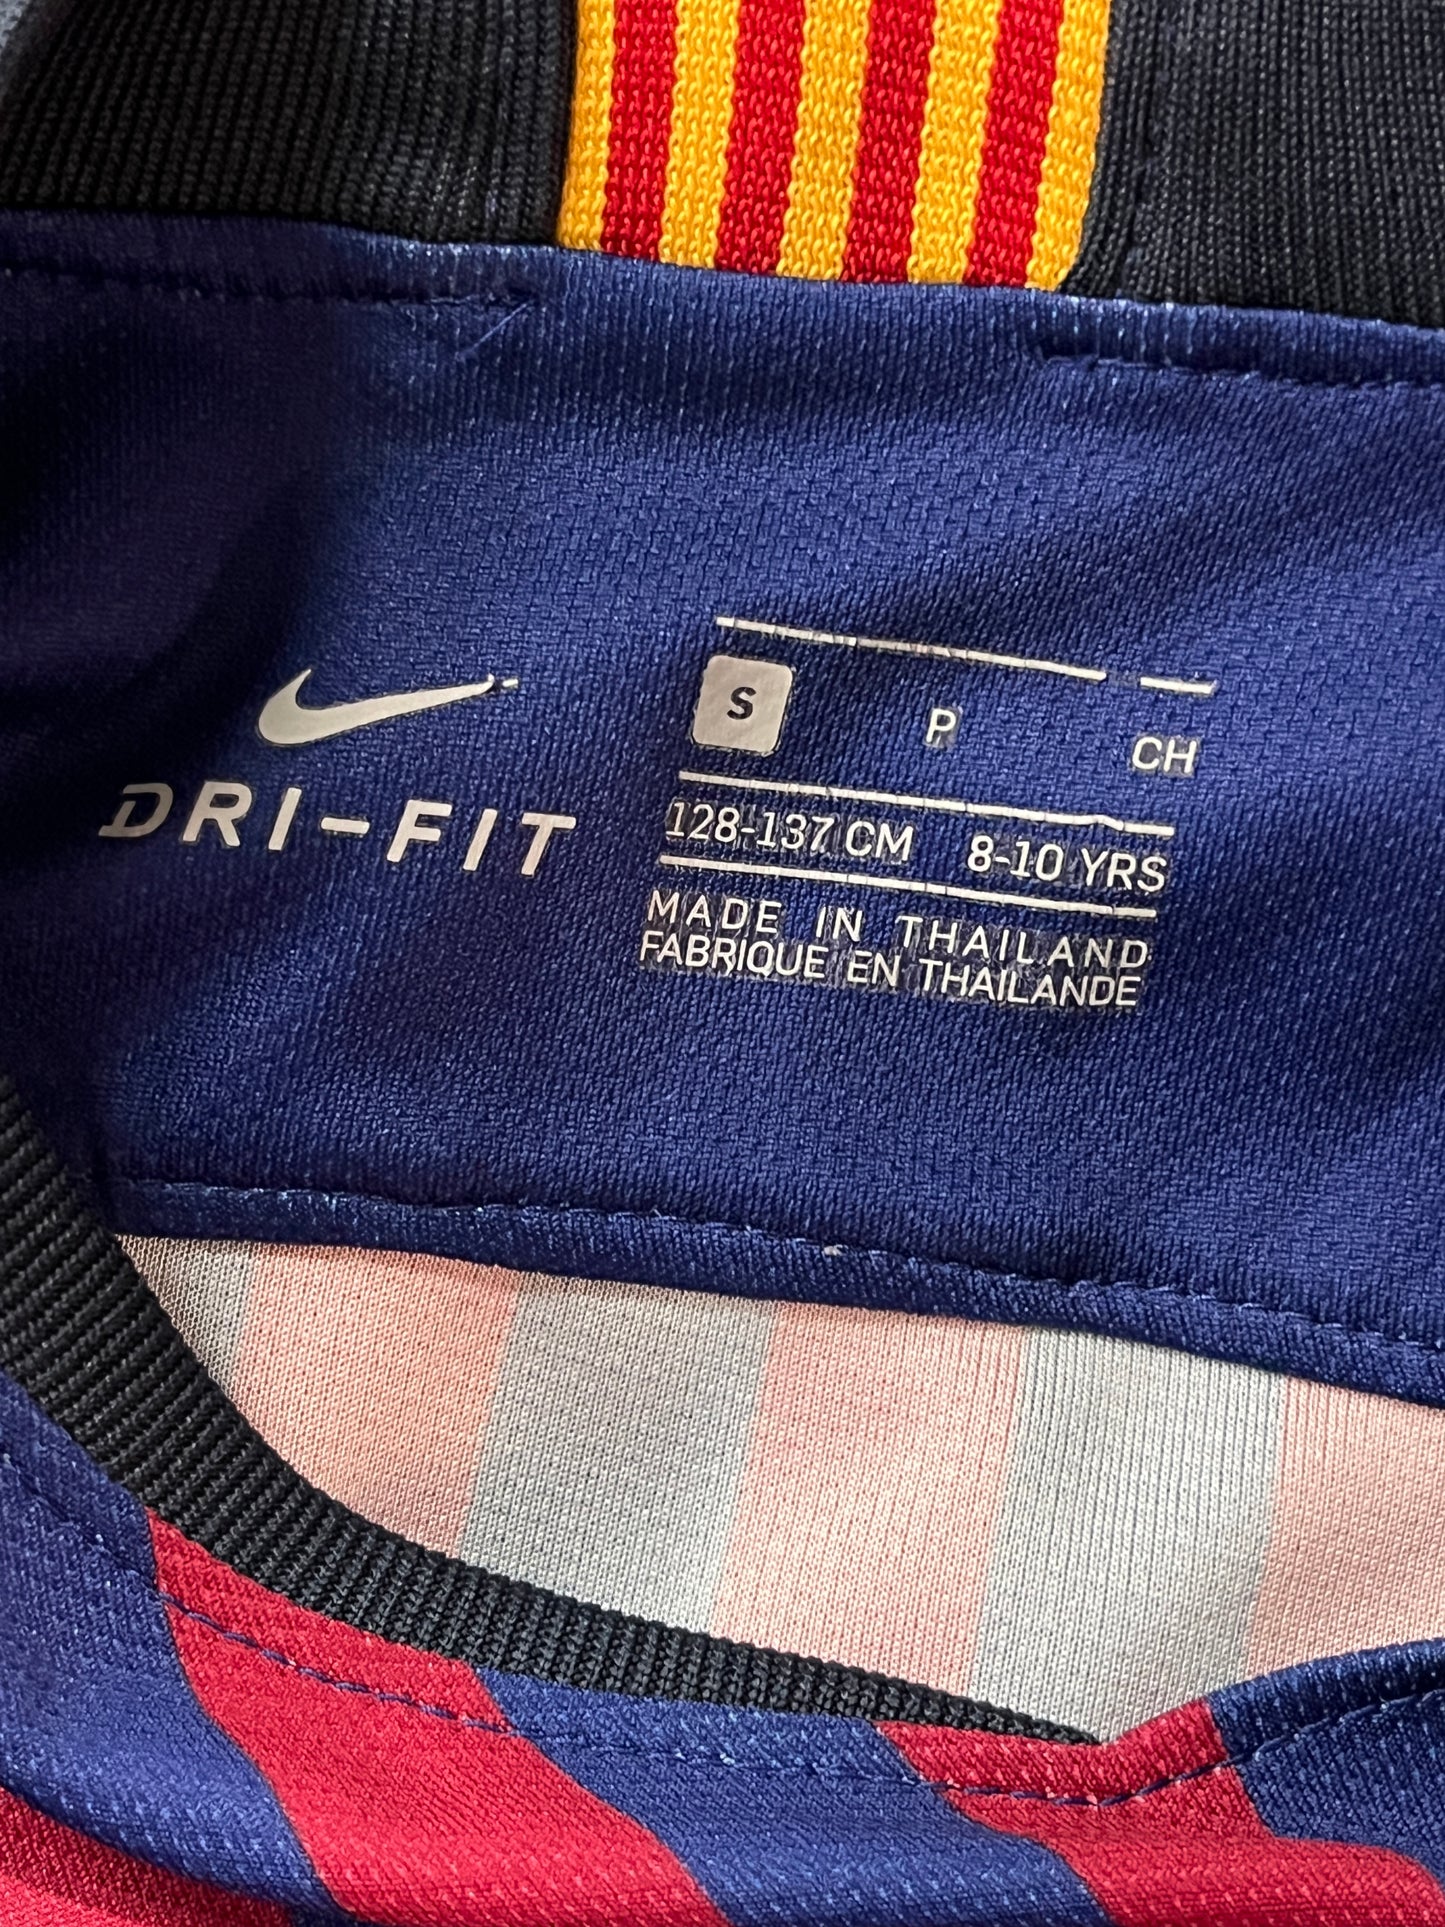 DRI-FIT
S P CH
128-137 CM 8-10 YRS
MADE IN THAILAND
FABRIQUE EN THAILANDE